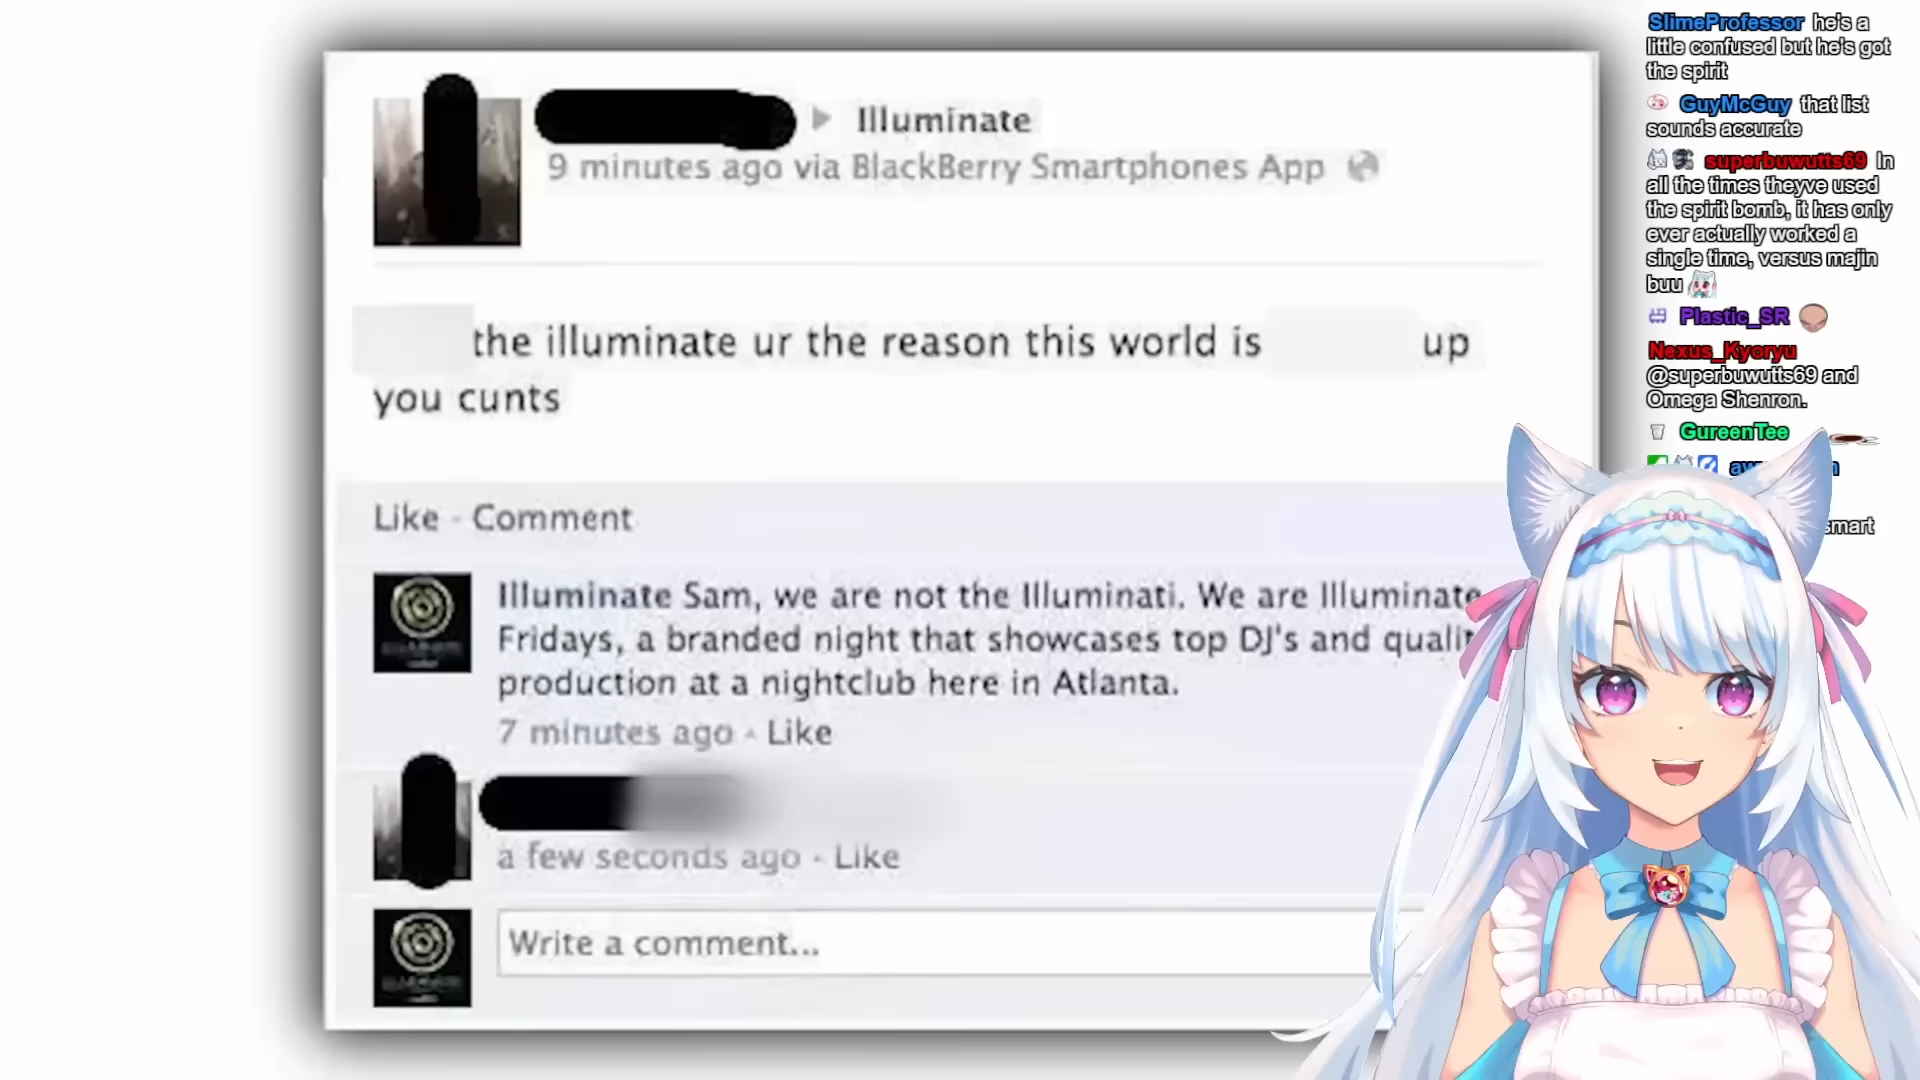 Illuminate
9 minutes ago via BlackBerry Smartphones App
the illuminate ur the reason this world is up
you cunts
Like · Comment
Illuminate Sam, we are not the Illuminati. We are Illuminate
Fridays, a branded night that showcases top DJ's and
production at a nightclub here in Atlanta.
7 minutes ago · Like
a few seconds ago · Like
Write a comment...
SlimeProfessor he's a
little confused but he's got
the spirit
GuyMcGuy that list
sounds accurate
superbuwutts69 In
all the times theyve used
the spirit bomb, it has only
ever actually worked a
single time, versus majin
buu
Plastic_SR
Nexus_Kyoryu
@superbuwutts69 and
Omega Shenron.
GureenTee
smart